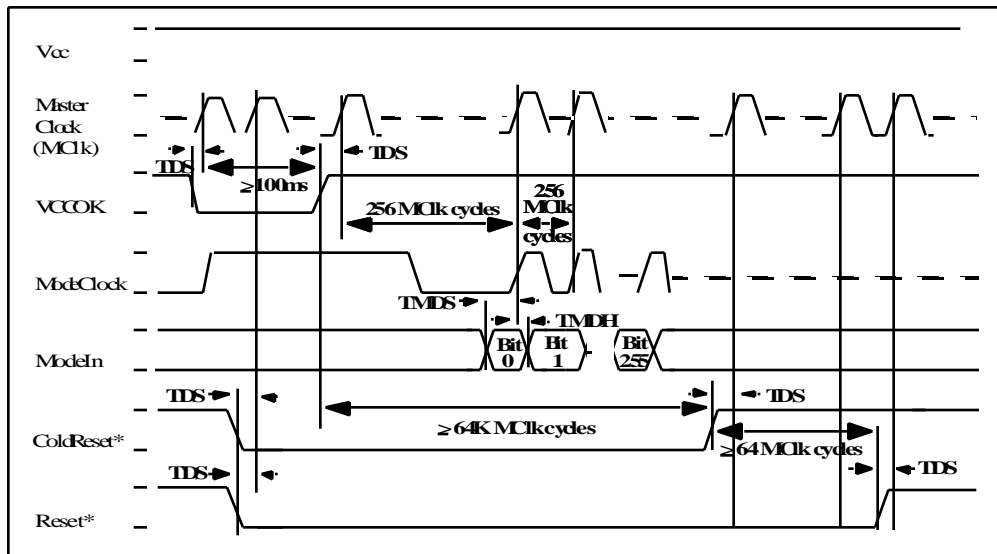 Vcc
Master
Clock
(MClk)
TDS
TDS
≥100ms
VCCOK
256 MClk cycles
256
MClk
cycles
ModeClock
TMDS
TMDH
ModeIn
Bit
0
Bit
1
Bit
255
TDS
TDS
≥64K MClk cycles
ColdReset*
≥64 MClk cycles
TDS
TDS
Reset*